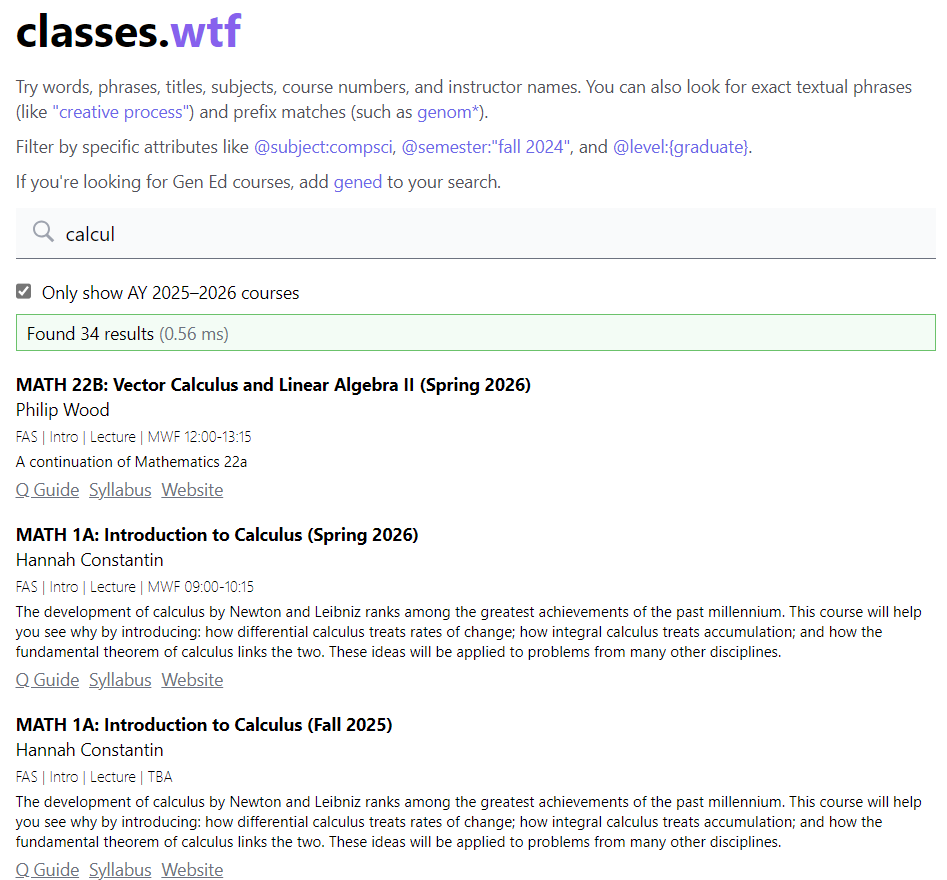 classes.wtf
Try words, phrases, titles, subjects, course numbers, and instructor names. You can also look for exact textual phrases
(like "creative process") and prefix matches (such as genom*).
Filter by specific attributes like @subject:compsci, @semester:"fall 2024", and @level:{graduate}.
If you're looking for Gen Ed courses, add gened to your search.
calcul
Only show AY 2025–2026 courses
Found 34 results (0.56 ms)
MATH 22B: Vector Calculus and Linear Algebra II (Spring 2026)
Philip Wood
FAS | Intro | Lecture | MWF 12:00-13:15
A continuation of Mathematics 22a
Q Guide Syllabus Website
MATH 1A: Introduction to Calculus (Spring 2026)
Hannah Constantin
FAS | Intro | Lecture | MWF 09:00-10:15
The development of calculus by Newton and Leibniz ranks among the greatest achievements of the past millennium. This course will help
you see why by introducing: how differential calculus treats rates of change; how integral calculus treats accumulation; and how the
fundamental theorem of calculus links the two. These ideas will be applied to problems from many other disciplines.
Q Guide Syllabus Website
MATH 1A: Introduction to Calculus (Fall 2025)
Hannah Constantin
FAS | Intro | Lecture | TBA
The development of calculus by Newton and Leibniz ranks among the greatest achievements of the past millennium. This course will help
you see why by introducing: how differential calculus treats rates of change; how integral calculus treats accumulation; and how the
fundamental theorem of calculus links the two. These ideas will be applied to problems from many other disciplines.
Q Guide Syllabus Website